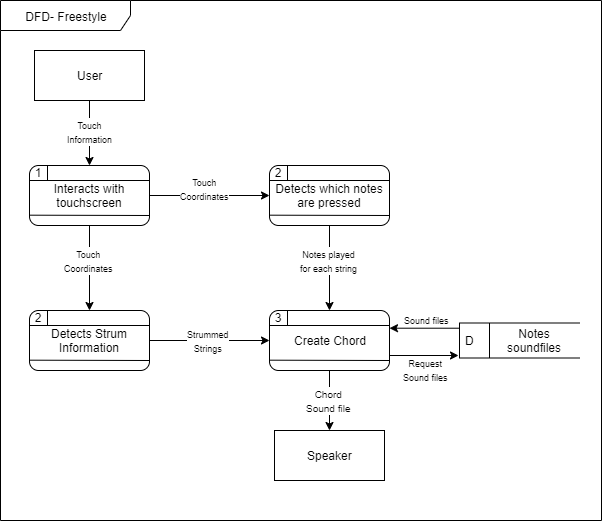 DFD- Freestyle
User
Touch
Information
1
Interacts with
touchscreen
Touch
Coordinates
2
Detects which notes
are pressed
Touch
Coordinates
Notes played
for each string
2
Detects Strum
Information
Strummed
Strings
3
Create Chord
Sound files
Request
Sound files
D
Notes
soundfiles
Chord
Sound file
Speaker